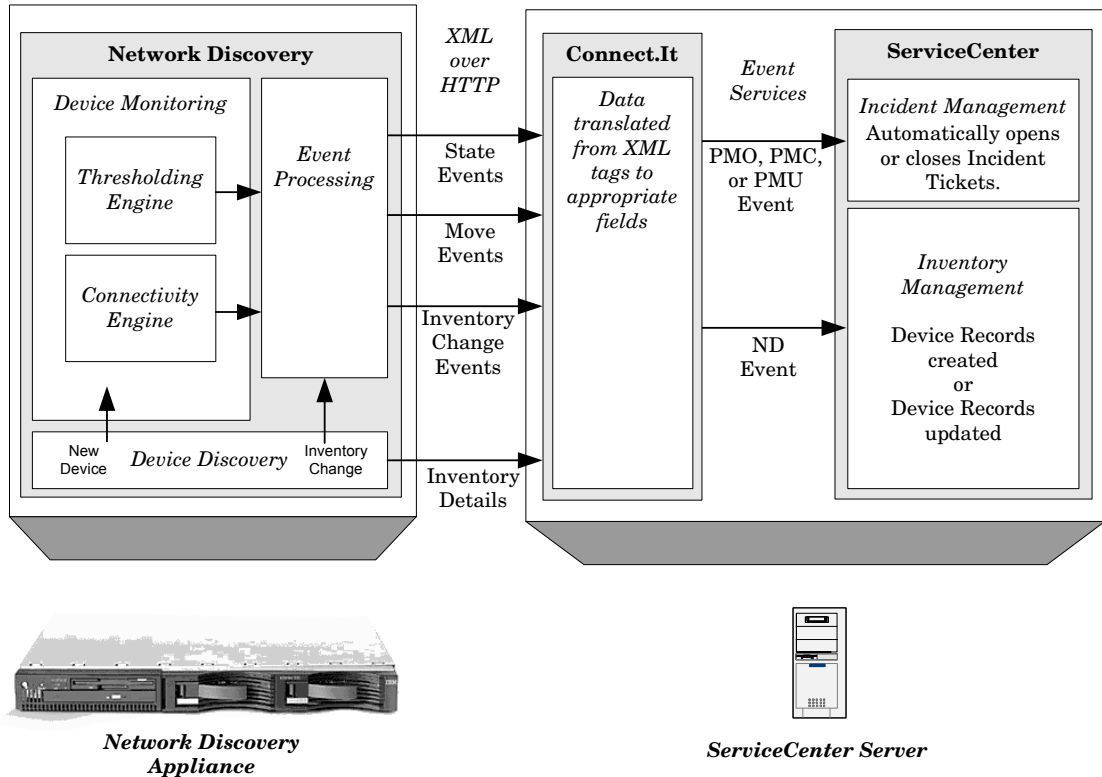 Network Discovery
Device Monitoring
Thresholding
Engine
Connectivity
Engine
Event
Processing
New
Device
Device Discovery
Inventory
Change
XML
over
HTTP
State
Events
Move
Events
Inventory
Change
Events
Inventory
Details
Connect.It
Data
translated
from XML
tags to
appropriate
fields
Event
Services
PMO, PMC,
or PMU
Event
ND
Event
ServiceCenter
Incident Management
Automatically opens
or closes Incident
Tickets.
Inventory
Management
Device Records
created
or
Device Records
updated
Network Discovery
Appliance
ServiceCenter Server